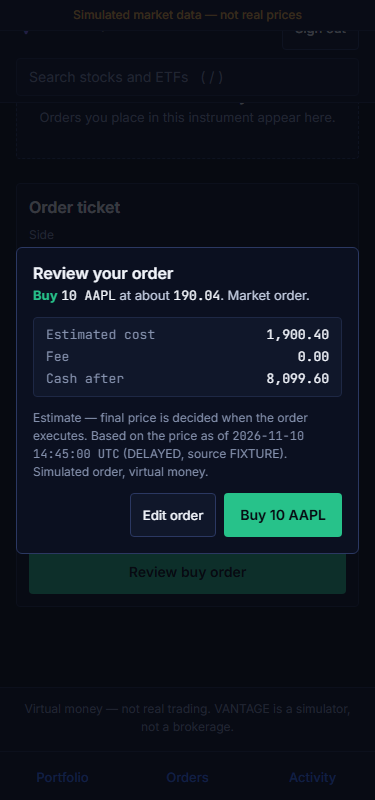 Simulated market data — not real prices
Sign out
Search stocks and ETFs (/)
Orders you place in this instrument appear here.
Order ticket
Side
Review your order
Buy 10 AAPL at about 190.04. Market order.
Estimated cost 1,900.40
Fee 0.00
Cash after 8,099.60
Estimate — final price is decided when the order
executes. Based on the price as of 2026-11-10
14:45:00 UTC (DELAYED, source FIXTURE).
Simulated order, virtual money.
Edit order
Buy 10 AAPL
Review buy order
Virtual money — not real trading. VANTAGE is a simulator,
not a brokerage.
Portfolio
Orders
Activity